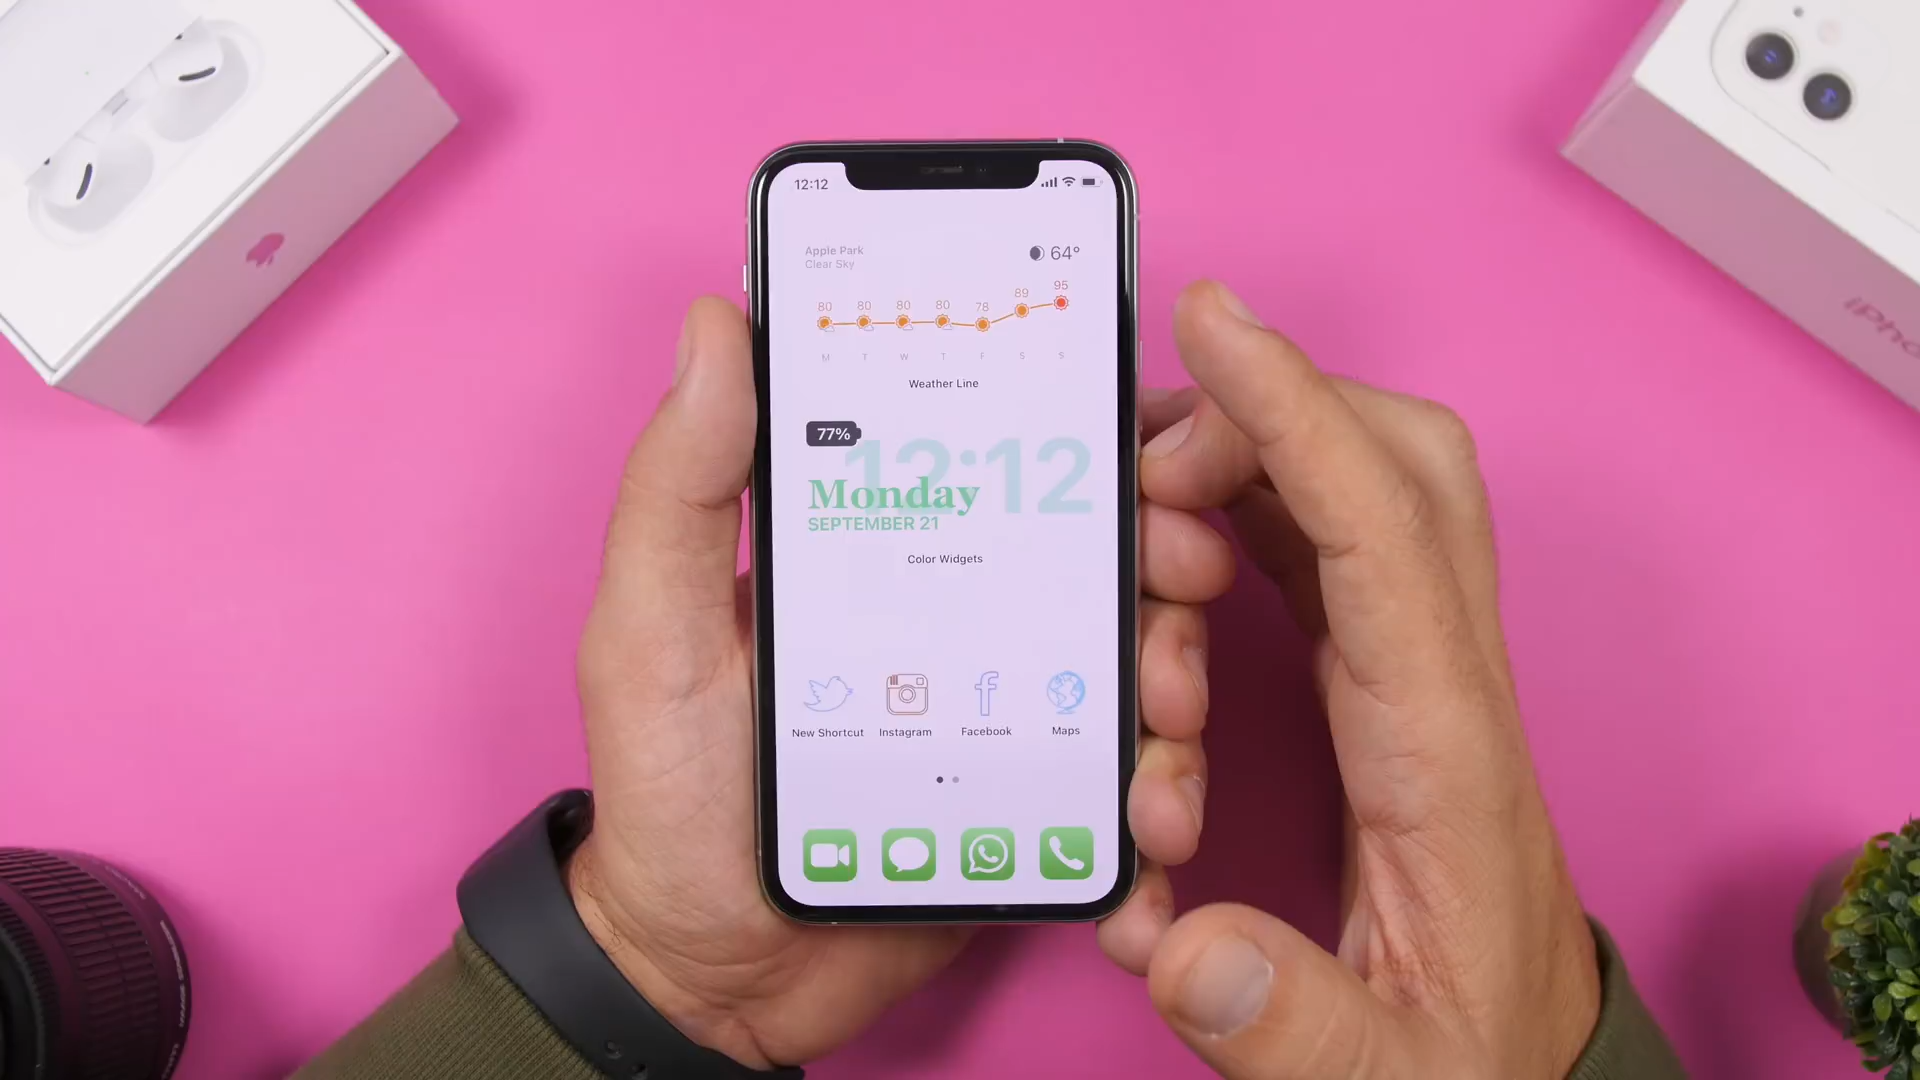 12:12
Apple Park
Clear Sky
64°
80 80 80 80 78 89 95
M T W T F S S
Weather Line
77%
12:12
Monday
SEPTEMBER 21
Color Widgets
New Shortcut Instagram Facebook Maps